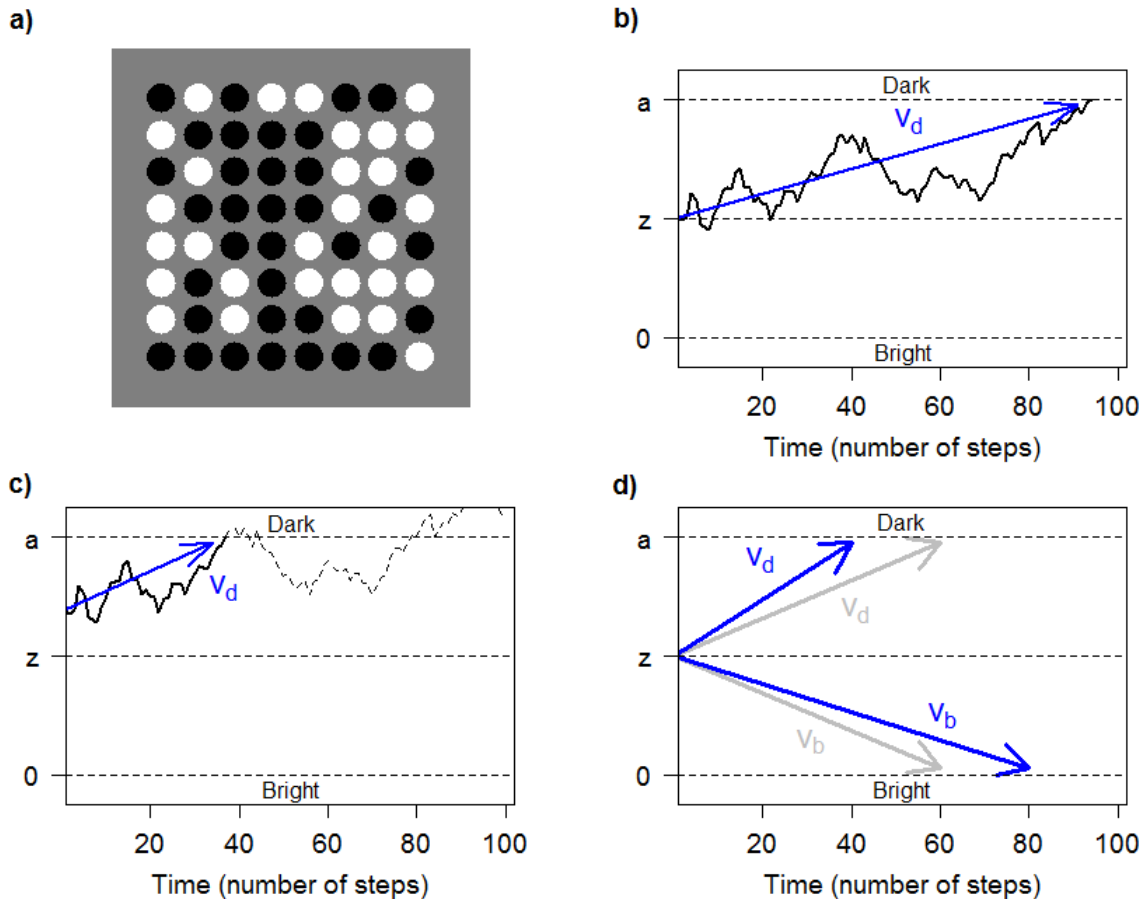 a)
b)
Dark
a
v_d
z
0
Bright
20 40 60 80 100
Time (number of steps)
c)
Dark
a
v_d
z
0
Bright
20 40 60 80 100
Time (number of steps)
d)
Dark
a
v_d
v_d
z
v_b
v_b
0
Bright
20 40 60 80 100
Time (number of steps)